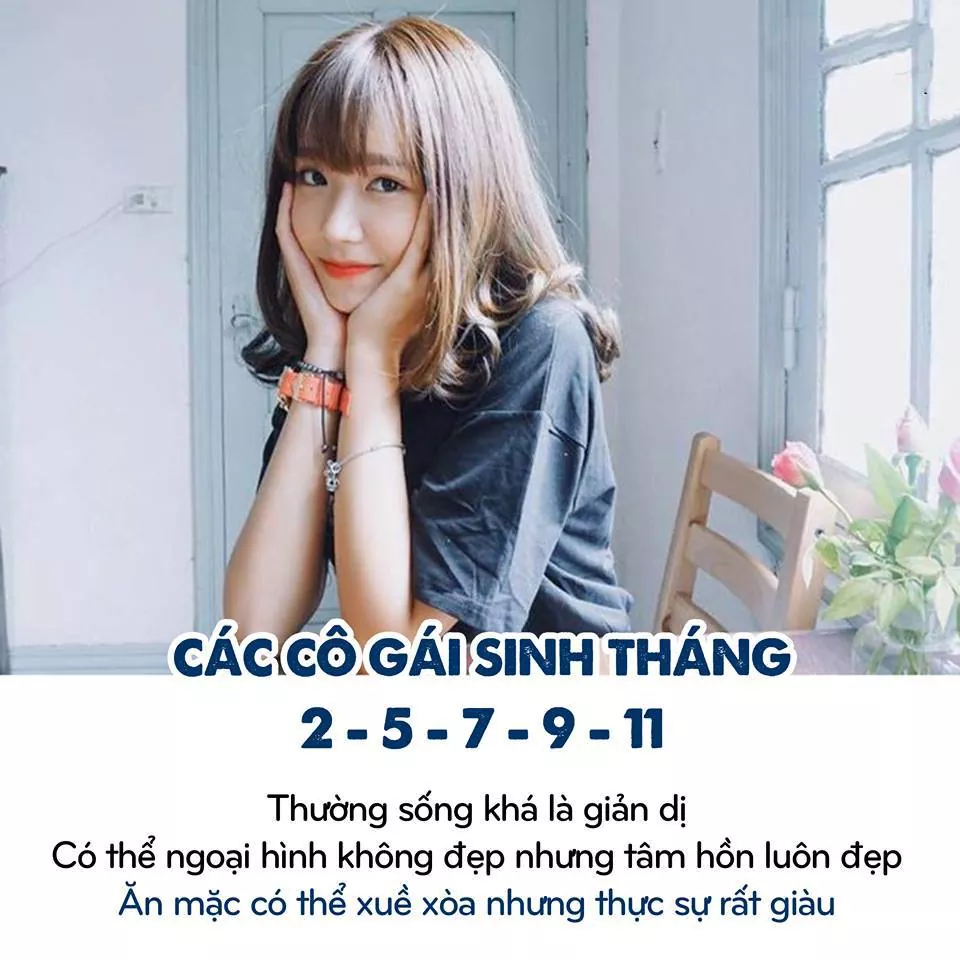 CÁC CÔ GÁI SINH THÁNG
2 - 5 - 7 - 9 - 11
Thường sống khá là giản dị
Có thể ngoại hình không đẹp nhưng tâm hồn luôn đẹp
Ăn mặc có thể xuề xòa nhưng thực sự rất giàu